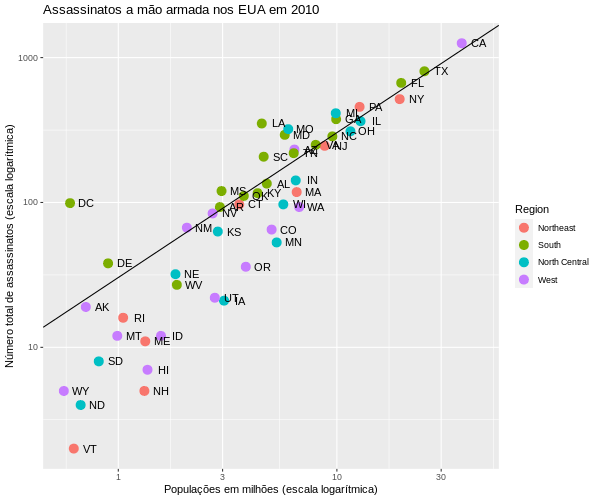 Assassinatos a mão armada nos EUA em 2010
Número total de assassinatos (escala logarítmica)
1000
100
10
CA
TX
FL
NY
PA
MI
GA
IL
LA
MO
OH
MD
NC
AZ
TN
VA
NJ
SC
IN
AL
MS
MA
OK
KY
CT
WI
WA
AR
NV
DC
NM
KS
CO
MN
DE
OR
NE
WV
UT
IA
AK
RI
MT
ID
ME
SD
HI
WY
NH
ND
VT
1
3
10
30
Populações em milhões (escala logarítmica)
Region
Northeast
South
North Central
West